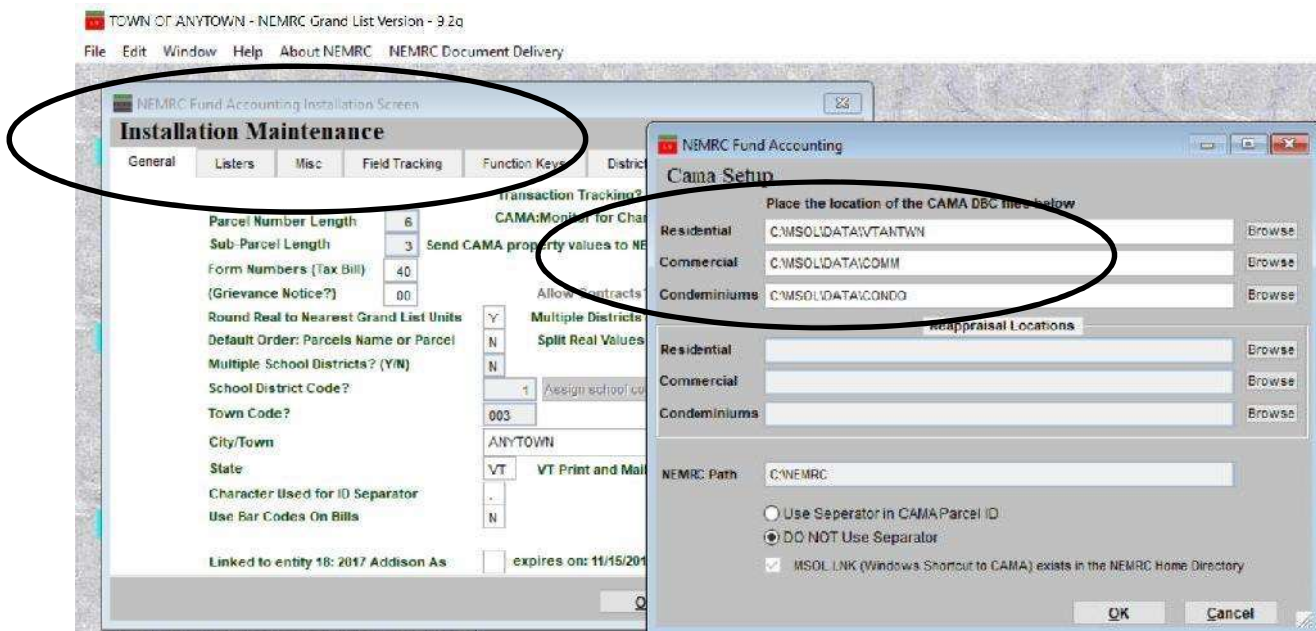 TOWN OF ANYTOWN - NEMRC Grand List Version - 9.2q
File Edit Window Help About NEMRC NEMRC Document Delivery
NEMRC Fund Accounting Installation Screen
Installation Maintenance
General Listers Misc Field Tracking Function Keys District
Transaction Tracking?
Parcel Number Length 6 CAMA:Monitor for Char
Sub-Parcel Length 3 Send CAMA property values to NE
Form Numbers (Tax Bill) 40
(Grievance Notice?) 00 Allow Contracts?
Round Real to Nearest Grand List Units Y Multiple Districts
Default Order: Parcels Name or Parcel N Split Real Values
Multiple School Districts? (Y/N) N
School District Code? 1 Assign school co
Town Code? 003
City/Town ANYTOWN
State VT VT Print and Mail
Character Used for ID Separator .
Use Bar Codes On Bills N
Linked to entity 18: 2017 Addison As expires on: 11/15/201
O
NEMRC Fund Accounting
Cama Setup
Place the location of the CAMA DBC files below
Residential C:\MSOL\DATA\VTANTWN Browse
Commercial C:\MSOL\DATA\COMM Browse
Condeminiums C:\MSOL\DATA\CONDO Browse
Reappraisal Locations
Residential Browse
Commercial Browse
Condeminiums Browse
NEMRC Path C:\NEMRC
Use Seperator in CAMA Parcel ID
DO NOT Use Separator
MSOL.LNK (Windows Shortcut to CAMA) exists in the NEMRC Home Directory
OK Cancel